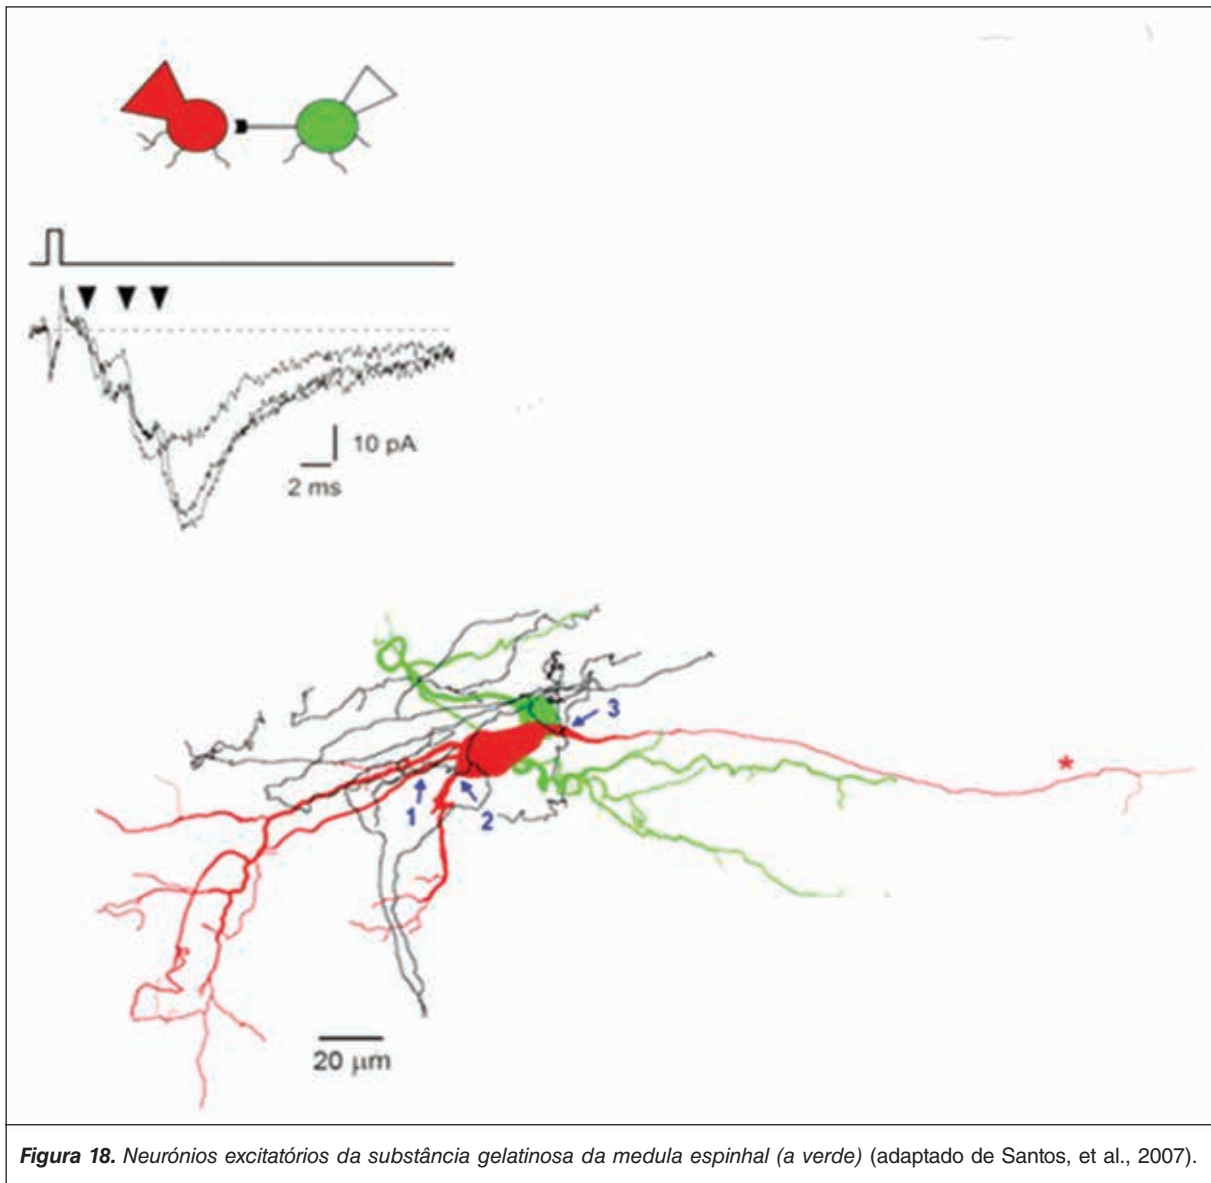 10 pA
2 ms
3
*
1
2
20 µm
Figura 18. Neurónios excitatórios da substância gelatinosa da medula espinhal (a verde) (adaptado de Santos, et al., 2007).